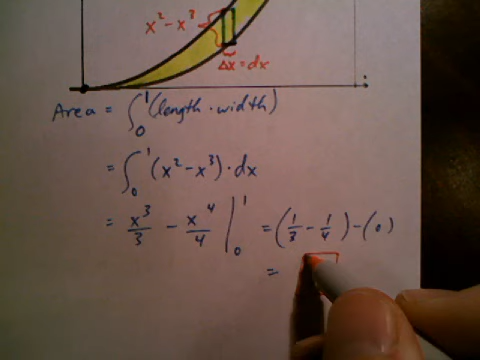 x² - x³
Δx = dx
Area = ∫₀¹ (length · width)
= ∫₀¹ (x² - x³) · dx
= x³/3 - x⁴/4 |₀¹ = (1/3 - 1/4) - (0)
=